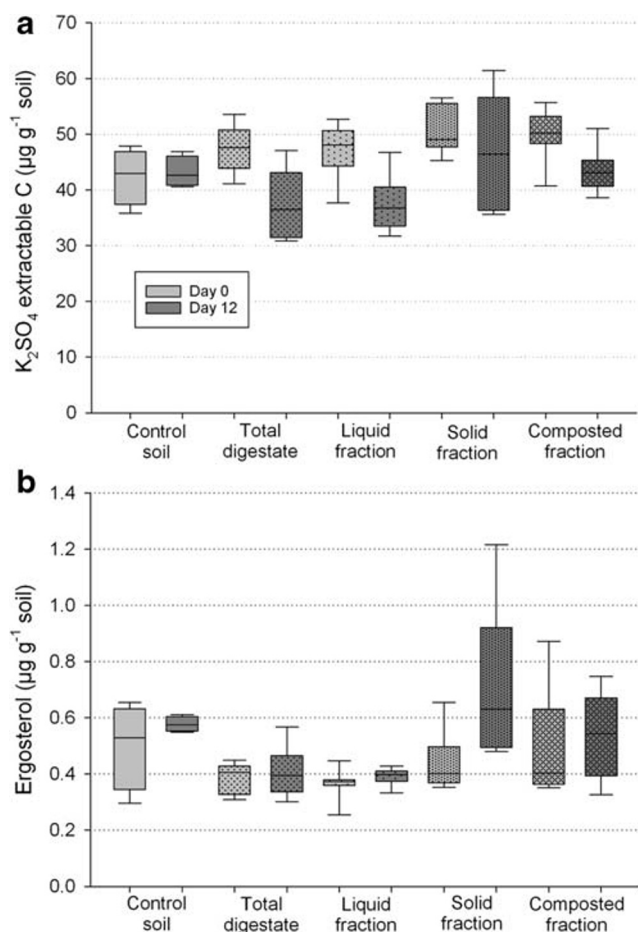 a
70
60
50
40
30
20
10
0
K₂SO₄ extractable C (µg g⁻¹ soil)
Day 0
Day 12
Control soil
Total digestate
Liquid fraction
Solid fraction
Composted fraction
b
1.4
1.2
1.0
0.8
0.6
0.4
0.2
0.0
Ergosterol (µg g⁻¹ soil)
Control soil
Total digestate
Liquid fraction
Solid fraction
Composted fraction